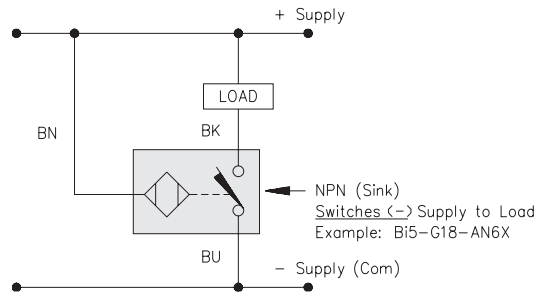 + Supply
LOAD
BN
BK
NPN (Sink)
Switches (-) Supply to Load
Example: Bi5-G18-AN6X
BU
- Supply (Com)